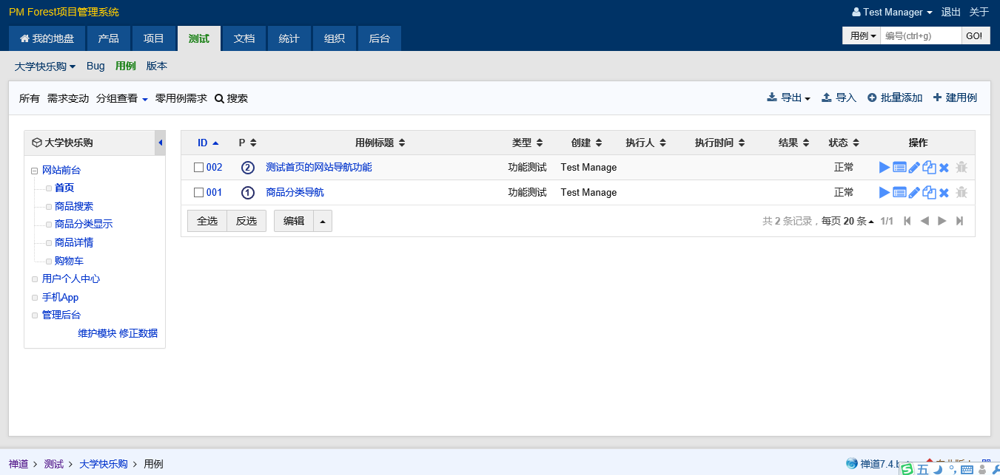 PM Forest项目管理系统
Test Manager 退出 关于
我的地盘 产品 项目 测试 文档 统计 组织 后台
用例 编号(ctrl+g) GO!
大学快乐购 Bug 用例 版本
所有 需求变动 分组查看 零用例需求 搜索
导出 导入 批量添加 建用例
大学快乐购
网站前台
首页
商品搜索
商品分类显示
商品详情
购物车
用户个人中心
手机App
管理后台
维护模块 修正数据
ID P 用例标题 类型 创建 执行人 执行时间 结果 状态 操作
002 2 测试首页的网站导航功能 功能测试 Test Manage 正常
001 1 商品分类导航 功能测试 Test Manage 正常
全选 反选 编辑
共 2 条记录，每页 20 条 1/1
禅道 > 测试 > 大学快乐购 > 用例
禅道7.4.b
五